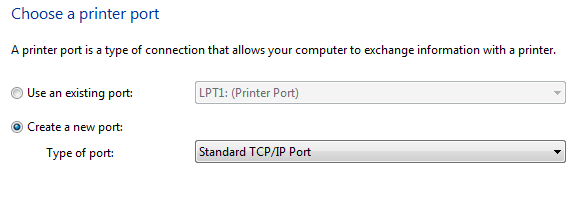 Choose a printer port
A printer port is a type of connection that allows your computer to exchange information with a printer.
Use an existing port: LPT1: (Printer Port)
Create a new port:
Type of port: Standard TCP/IP Port